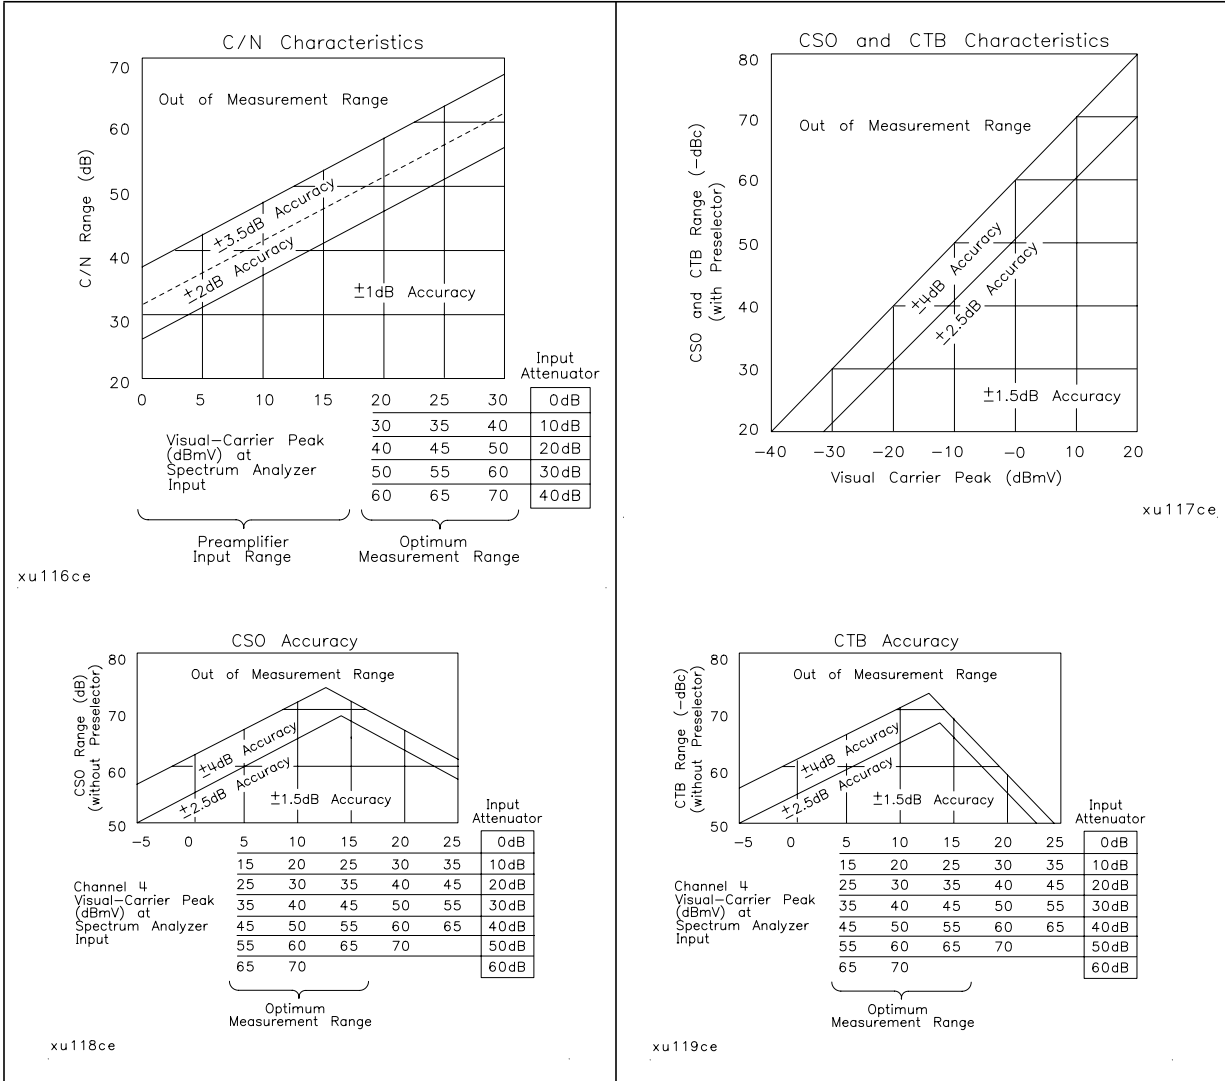 C/N Characteristics
70
60
50
40
30
20
C/N Range (dB)
Out of Measurement Range
±3.5dB Accuracy
±2dB Accuracy
±1dB Accuracy
Input
Attenuator
0 5 10 15 20 25 30 0dB
30 35 40 10dB
40 45 50 20dB
50 55 60 30dB
60 65 70 40dB
Visual-Carrier Peak
(dBmV) at
Spectrum Analyzer
Input
Preamplifier
Input Range
Optimum
Measurement Range
xu116ce
CSO and CTB Characteristics
80
70
60
50
40
30
20
CSO and CTB Range (-dBc)
(with Preselector)
Out of Measurement Range
±4dB Accuracy
±2.5dB Accuracy
±1.5dB Accuracy
-40 -30 -20 -10 -0 10 20
Visual Carrier Peak (dBmV)
xu117ce
CSO Accuracy
80
70
60
50
CSO Range (dB)
(without Preselector)
Out of Measurement Range
±4dB Accuracy
±2.5dB Accuracy
±1.5dB Accuracy
Input
Attenuator
-5 0 5 10 15 20 25 0dB
15 20 25 30 35 10dB
25 30 35 40 45 20dB
35 40 45 50 55 30dB
45 50 55 60 65 40dB
55 60 65 70 50dB
65 70 60dB
Channel 4
Visual-Carrier Peak
(dBmV) at
Spectrum Analyzer
Input
Optimum
Measurement Range
xu118ce
CTB Accuracy
80
70
60
50
CTB Range (-dBc)
(without Preselector)
Out of Measurement Range
±4dB Accuracy
±2.5dB Accuracy
±1.5dB Accuracy
Input
Attenuator
-5 0 5 10 15 20 25 0dB
15 20 25 30 35 10dB
25 30 35 40 45 20dB
35 40 45 50 55 30dB
45 50 55 60 65 40dB
55 60 65 70 50dB
65 70 60dB
Channel 4
Visual-Carrier Peak
(dBmV) at
Spectrum Analyzer
Input
Optimum
Measurement Range
xu119ce